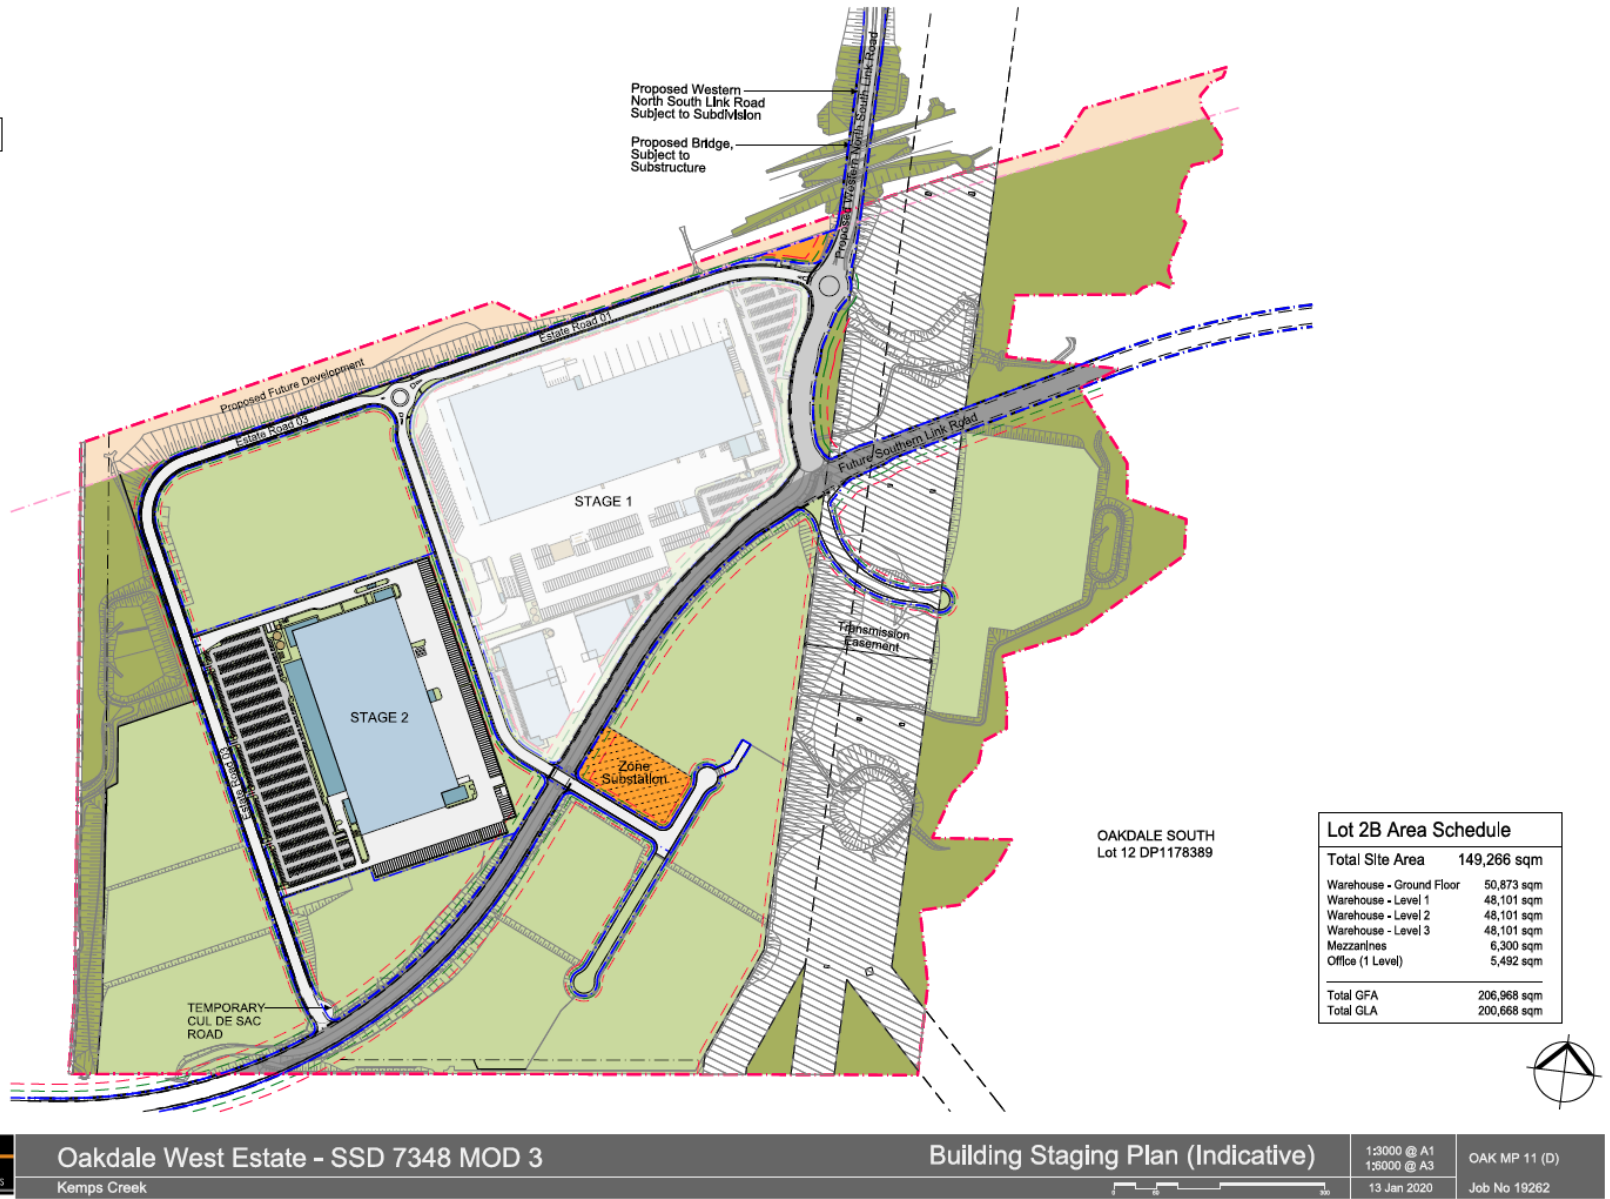 Proposed Western
North South Link Road
Subject to Subdivision
Proposed Bridge,
Subject to
Substructure
Proposed Western North South Link Road
Estate Road 01
Proposed Future Development
Estate Road 03
Future Southern Link Road
STAGE 1
Transmission
Easement
STAGE 2
Zone
Substation
Estate Road 03
TEMPORARY
CUL DE SAC
ROAD
OAKDALE SOUTH
Lot 12 DP1178389
Lot 2B Area Schedule
Total Site Area 149,266 sqm
Warehouse - Ground Floor 50,873 sqm
Warehouse - Level 1 48,101 sqm
Warehouse - Level 2 48,101 sqm
Warehouse - Level 3 48,101 sqm
Mezzanines 6,300 sqm
Office (1 Level) 5,492 sqm
Total GFA 206,968 sqm
Total GLA 200,668 sqm
Oakdale West Estate - SSD 7348 MOD 3
Kemps Creek
Building Staging Plan (Indicative)
1:3000 @ A1
1:6000 @ A3
13 Jan 2020
OAK MP 11 (D)
Job No 19262